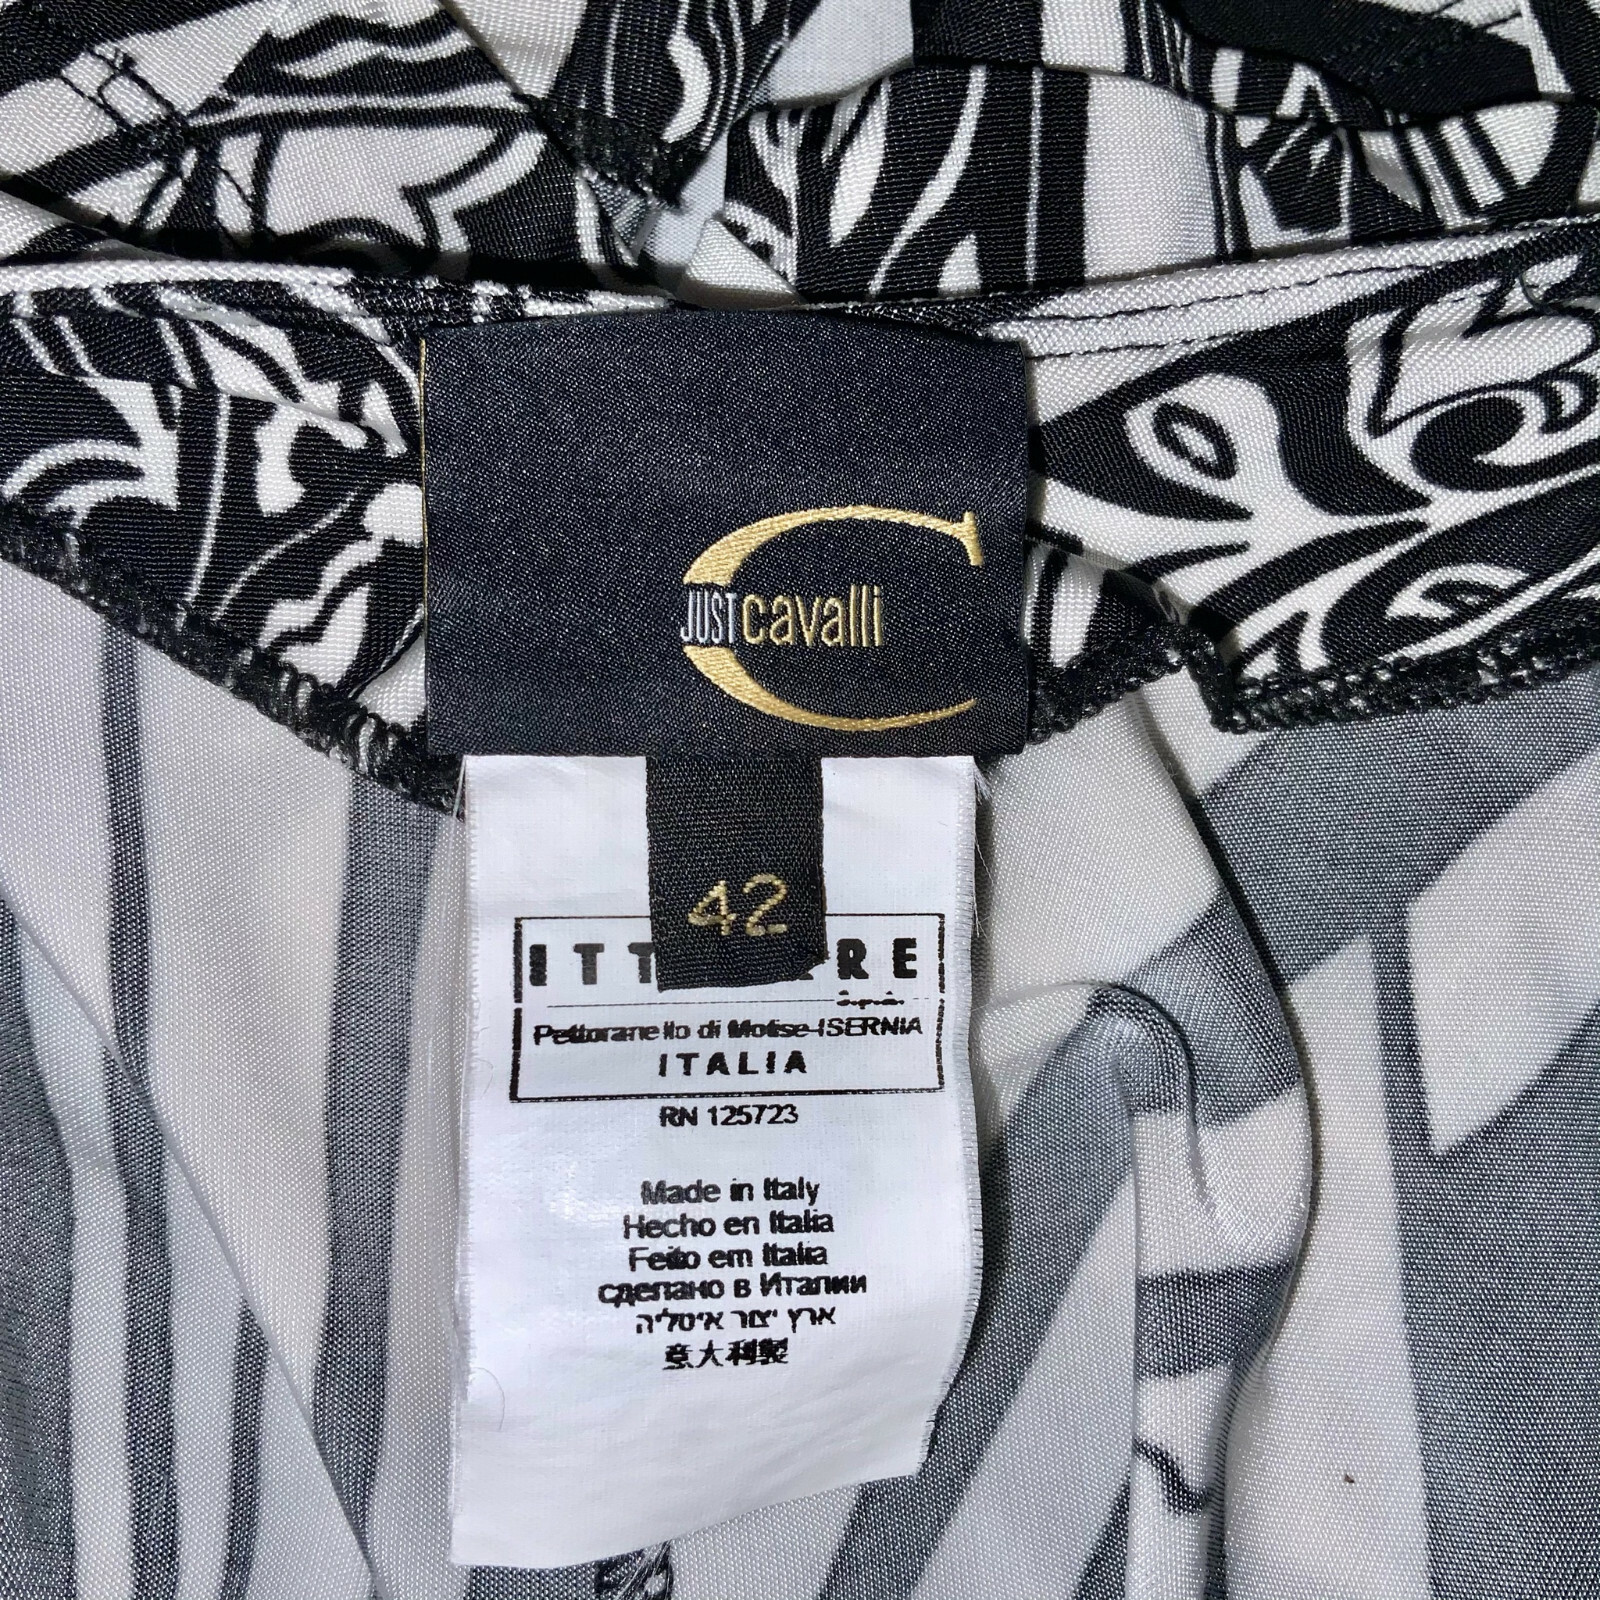 JUST cavalli
42
S.p.A.
Pettoranello di Molise-ISERNIA
ITALIA
RN 125723
Made in Italy
Hecho en Italia
Feito em Italia
сделано в Италии
ארץ יצור איטליה
意大利製